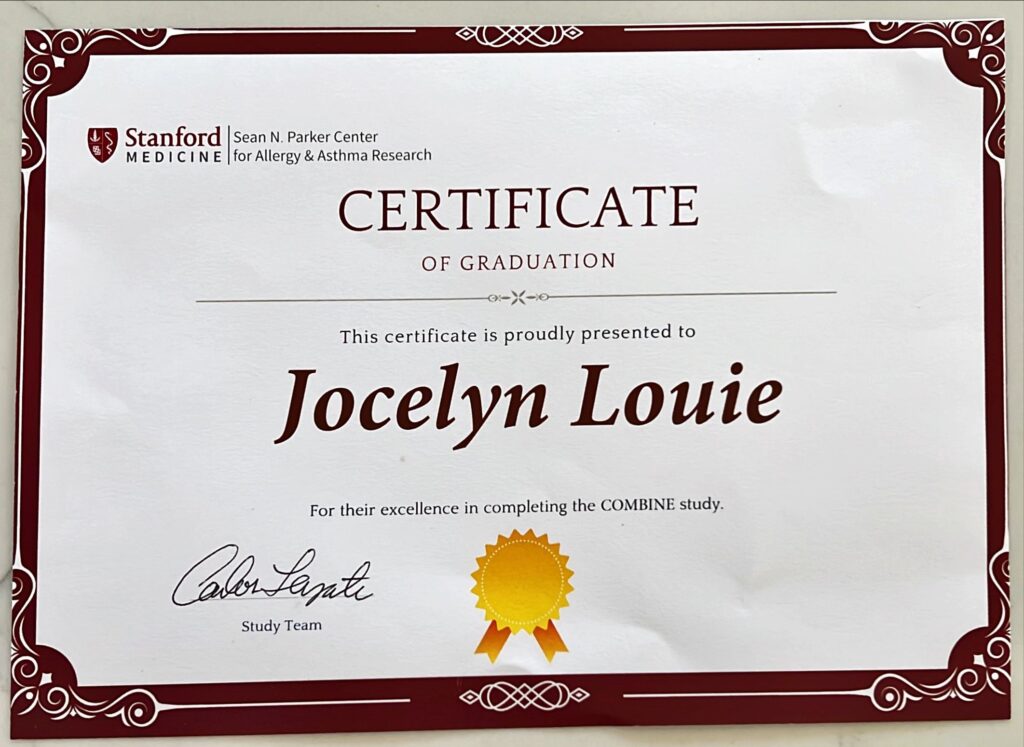 Stanford
MEDICINE
Sean N. Parker Center
for Allergy & Asthma Research
CERTIFICATE
OF GRADUATION
This certificate is proudly presented to
Jocelyn Louie
For their excellence in completing the COMBINE study.
Study Team